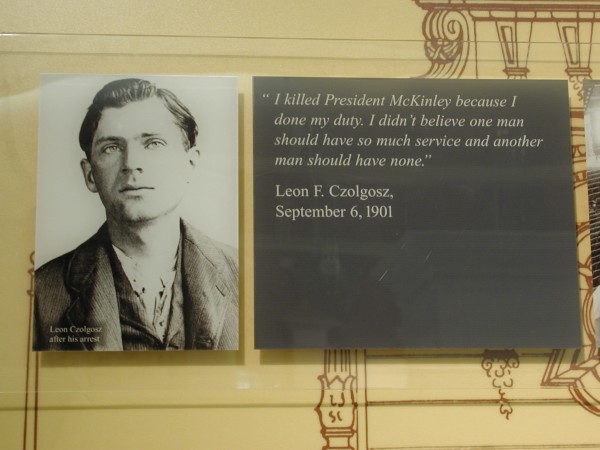 “ I killed President McKinley because I
done my duty. I didn't believe one man
should have so much service and another
man should have none.”
Leon F. Czolgosz,
September 6, 1901
Leon Czolgosz
after his arrest